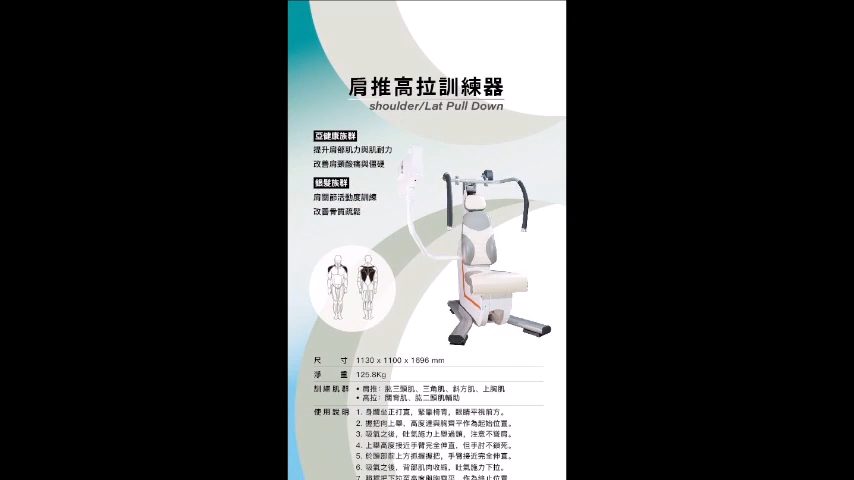 肩推高拉訓練器
shoulder/Lat Pull Down
亞健康族群
提升肩部肌力與肌耐力
改善肩頸酸痛與僵硬
銀髮族群
肩關節活動度訓練
改善骨質疏鬆
尺 寸 1130 x 1100 x 1696 mm
淨 重 125.8Kg
訓練肌群 • 肩推：肱三頭肌、三角肌、斜方肌、上胸肌
• 高拉：闊背肌、肱二頭肌輔助
使用說明 1. 身體坐正打直，緊靠椅背，眼睛平視前方。
2. 握把向上舉，高度達與胸齊平作為起始位置。
3. 吸氣之後，吐氣施力上舉過頭，注意不聳肩。
4. 上舉高度接近手臂完全伸直，但手肘不鎖死。
5. 於頭部前上方抓握握把，手臂接近完全伸直。
6. 吸氣之後，背部肌肉收縮，吐氣施力下拉。